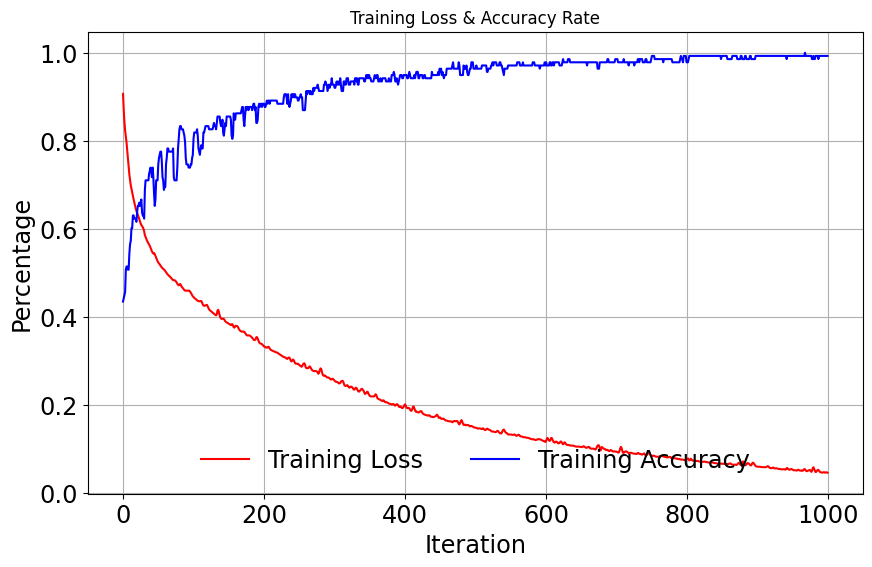 Training Loss & Accuracy Rate
1.0
0.8
0.6
0.4
0.2
0.0
Percentage
Training Loss
Training Accuracy
0 200 400 600 800 1000
Iteration